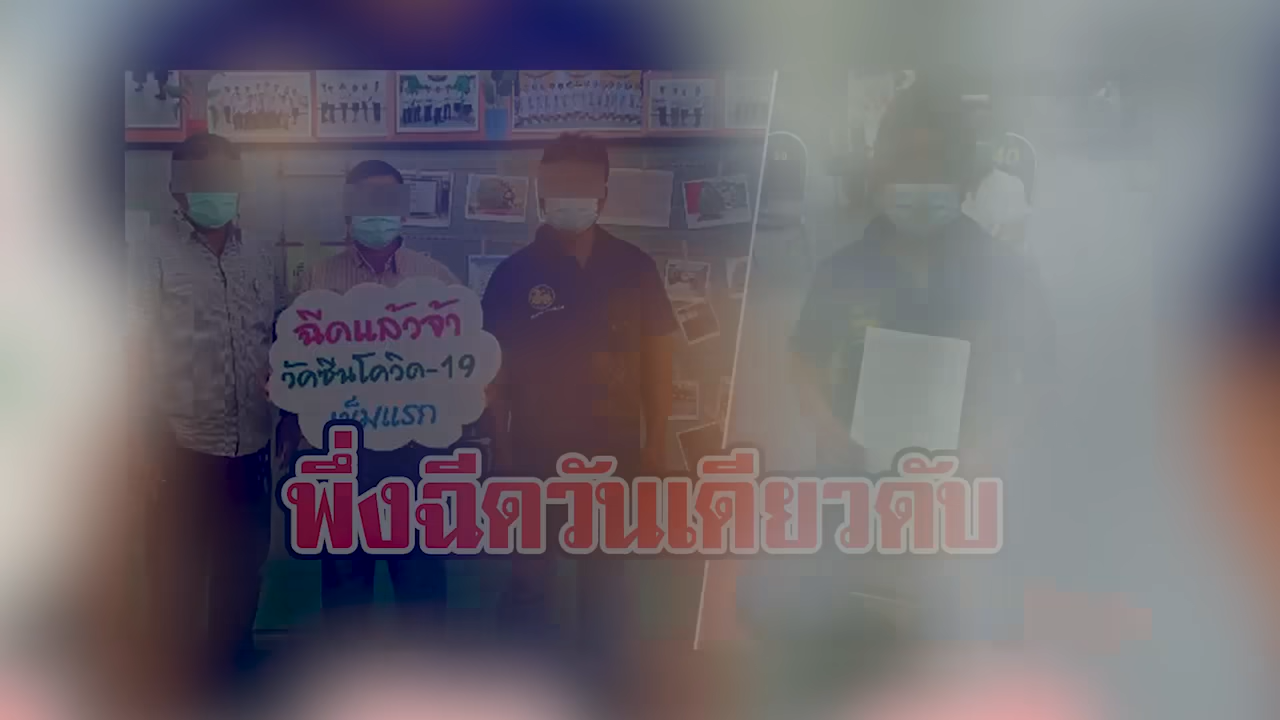 ฉีดแล้วจ้า
วัคซีนโควิด-19
เข็มแรก
พึ่งฉีดวันเดียวดับ
40